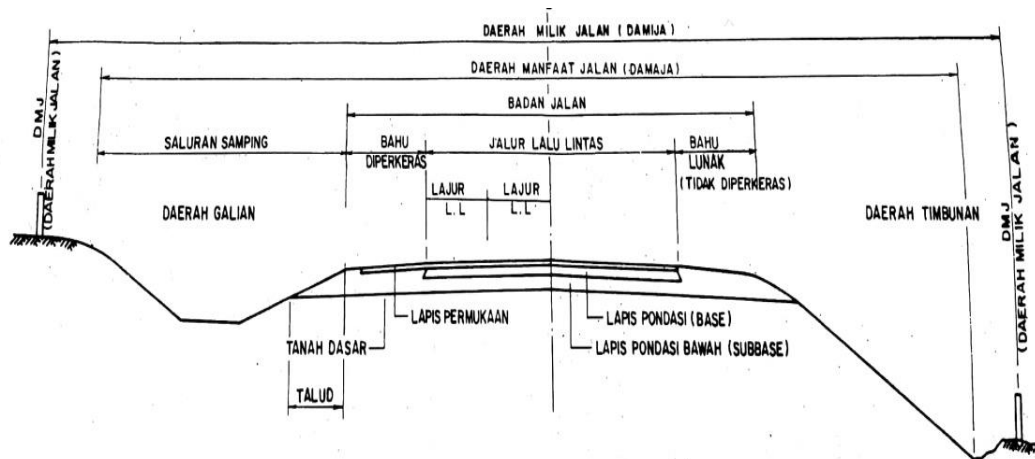 DAERAH MILIK JALAN (DAMIJA)
DAERAH MANFAAT JALAN (DAMAJA)
BADAN JALAN
DMJ
(DAERAH MILIK JALAN)
SALURAN SAMPING
BAHU
DIPERKERAS
JALUR LALU LINTAS
BAHU
LUNAK
(TIDAK DIPERKERAS)
LAJUR
L.L
LAJUR
L.L
DAERAH GALIAN
DAERAH TIMBUNAN
DMJ
(DAERAH MILIK JALAN)
LAPIS PERMUKAAN
LAPIS PONDASI (BASE)
TANAH DASAR
LAPIS PONDASI BAWAH (SUBBASE)
TALUD